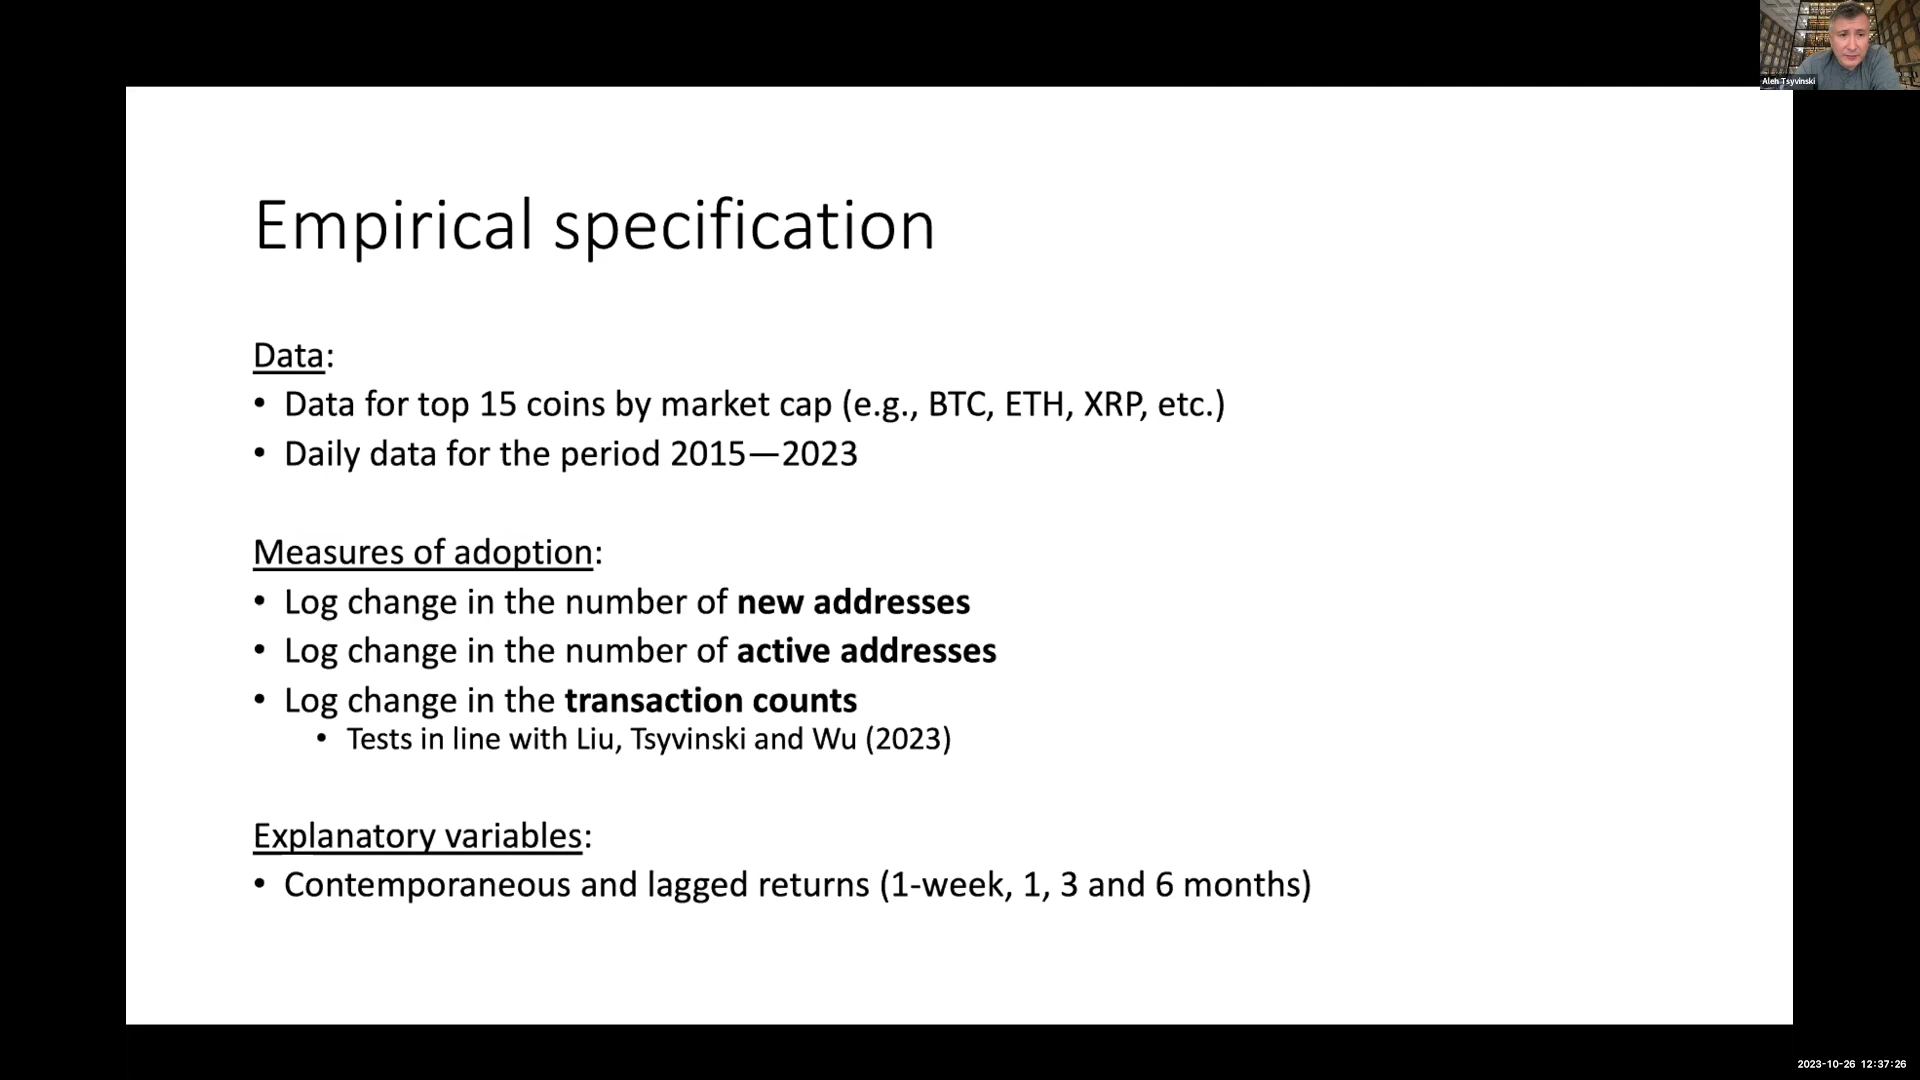 Aleh Tsyvinski
Empirical specification
Data:
• Data for top 15 coins by market cap (e.g., BTC, ETH, XRP, etc.)
• Daily data for the period 2015—2023
Measures of adoption:
• Log change in the number of new addresses
• Log change in the number of active addresses
• Log change in the transaction counts
• Tests in line with Liu, Tsyvinski and Wu (2023)
Explanatory variables:
• Contemporaneous and lagged returns (1-week, 1, 3 and 6 months)
2023-10-26 12:37:26